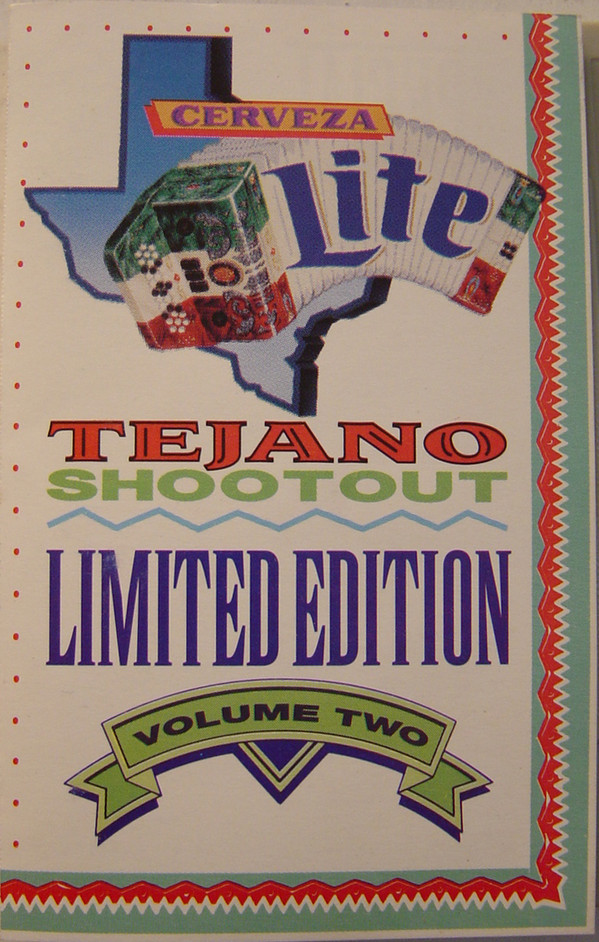 CERVEZA
Lite
TEJANO
SHOOTOUT
LIMITED EDITION
VOLUME TWO